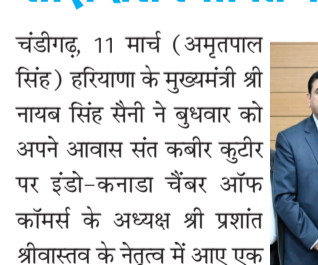 चंडीगढ़, 11 मार्च (अमृतपाल
सिंह) हरियाणा के मुख्यमंत्री श्री
नायब सिंह सैनी ने बुधवार को
अपने आवास संत कबीर कुटीर
पर इंडो-कनाडा चैंबर ऑफ
कॉमर्स के अध्यक्ष श्री प्रशांत
श्रीवास्तव के नेतृत्व में आए एक